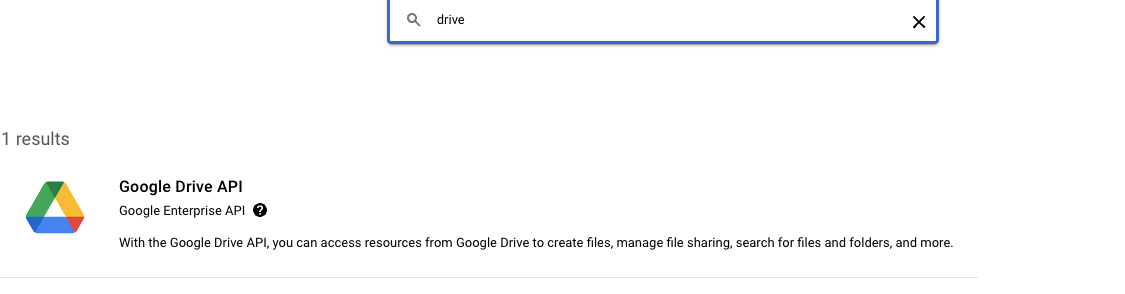 drive
1 results
Google Drive API
Google Enterprise API
With the Google Drive API, you can access resources from Google Drive to create files, manage file sharing, search for files and folders, and more.